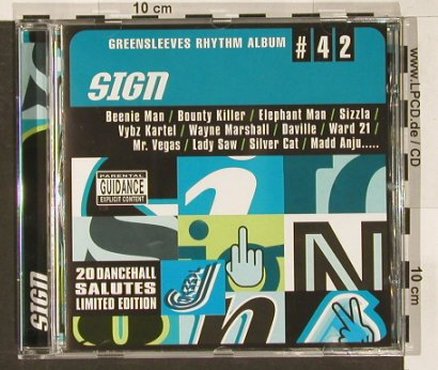 10 cm
GREENSLEEVES RHYTHM ALBUM #42
SIGN
Beenie Man / Bounty Killer / Elephant Man / Sizzla /
Vybz Kartel / Wayne Marshall / Daville / Ward 21 /
Mr. Vegas / Lady Saw / Silver Cat / Madd Anju.....
PARENTAL
GUIDANCE
EXPLICIT CONTENT
20 DANCEHALL
SALUTES
LIMITED EDITION
SIGN
www.LPCD.de / CD
10 cm